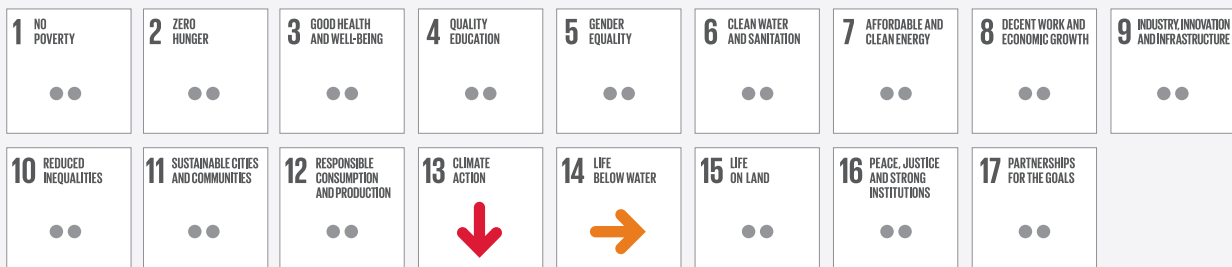 1 NO
POVERTY
2 ZERO
HUNGER
3 GOOD HEALTH
AND WELL-BEING
4 QUALITY
EDUCATION
5 GENDER
EQUALITY
6 CLEAN WATER
AND SANITATION
7 AFFORDABLE AND
CLEAN ENERGY
8 DECENT WORK AND
ECONOMIC GROWTH
9 INDUSTRY, INNOVATION
AND INFRASTRUCTURE
10 REDUCED
INEQUALITIES
11 SUSTAINABLE CITIES
AND COMMUNITIES
12 RESPONSIBLE
CONSUMPTION
AND PRODUCTION
13 CLIMATE
ACTION
14 LIFE
BELOW WATER
15 LIFE
ON LAND
16 PEACE, JUSTICE
AND STRONG
INSTITUTIONS
17 PARTNERSHIPS
FOR THE GOALS